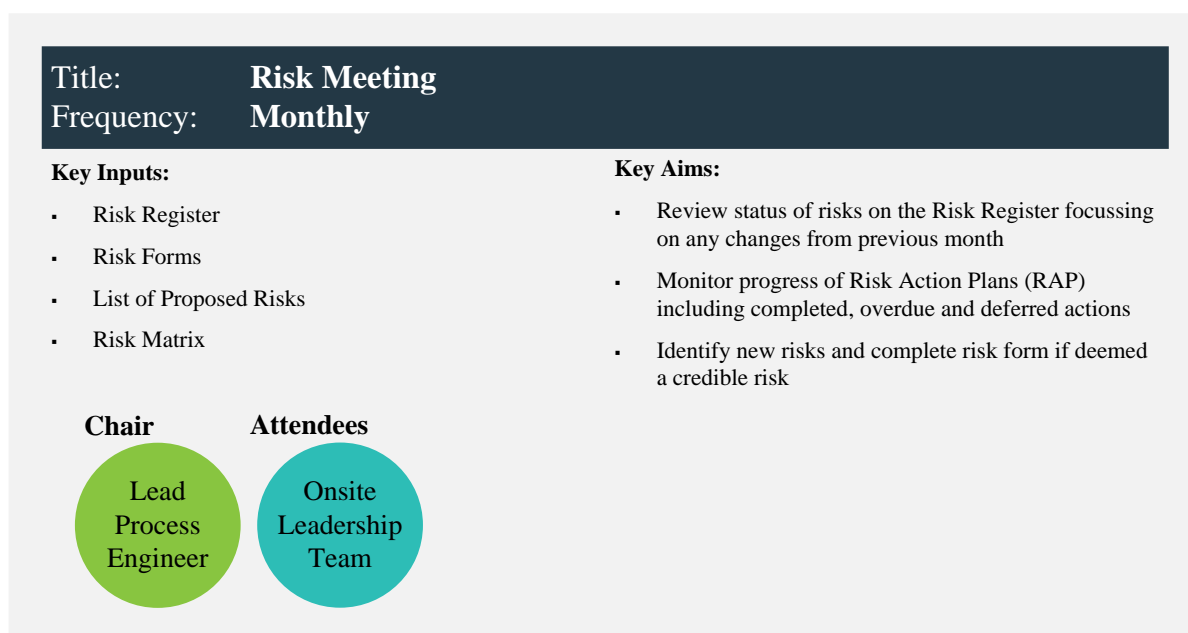 Title: Risk Meeting
Frequency: Monthly
Key Inputs:
▪ Risk Register
▪ Risk Forms
▪ List of Proposed Risks
▪ Risk Matrix
Key Aims:
▪ Review status of risks on the Risk Register focussing
on any changes from previous month
▪ Monitor progress of Risk Action Plans (RAP)
including completed, overdue and deferred actions
▪ Identify new risks and complete risk form if deemed
a credible risk
Chair
Lead
Process
Engineer
Attendees
Onsite
Leadership
Team